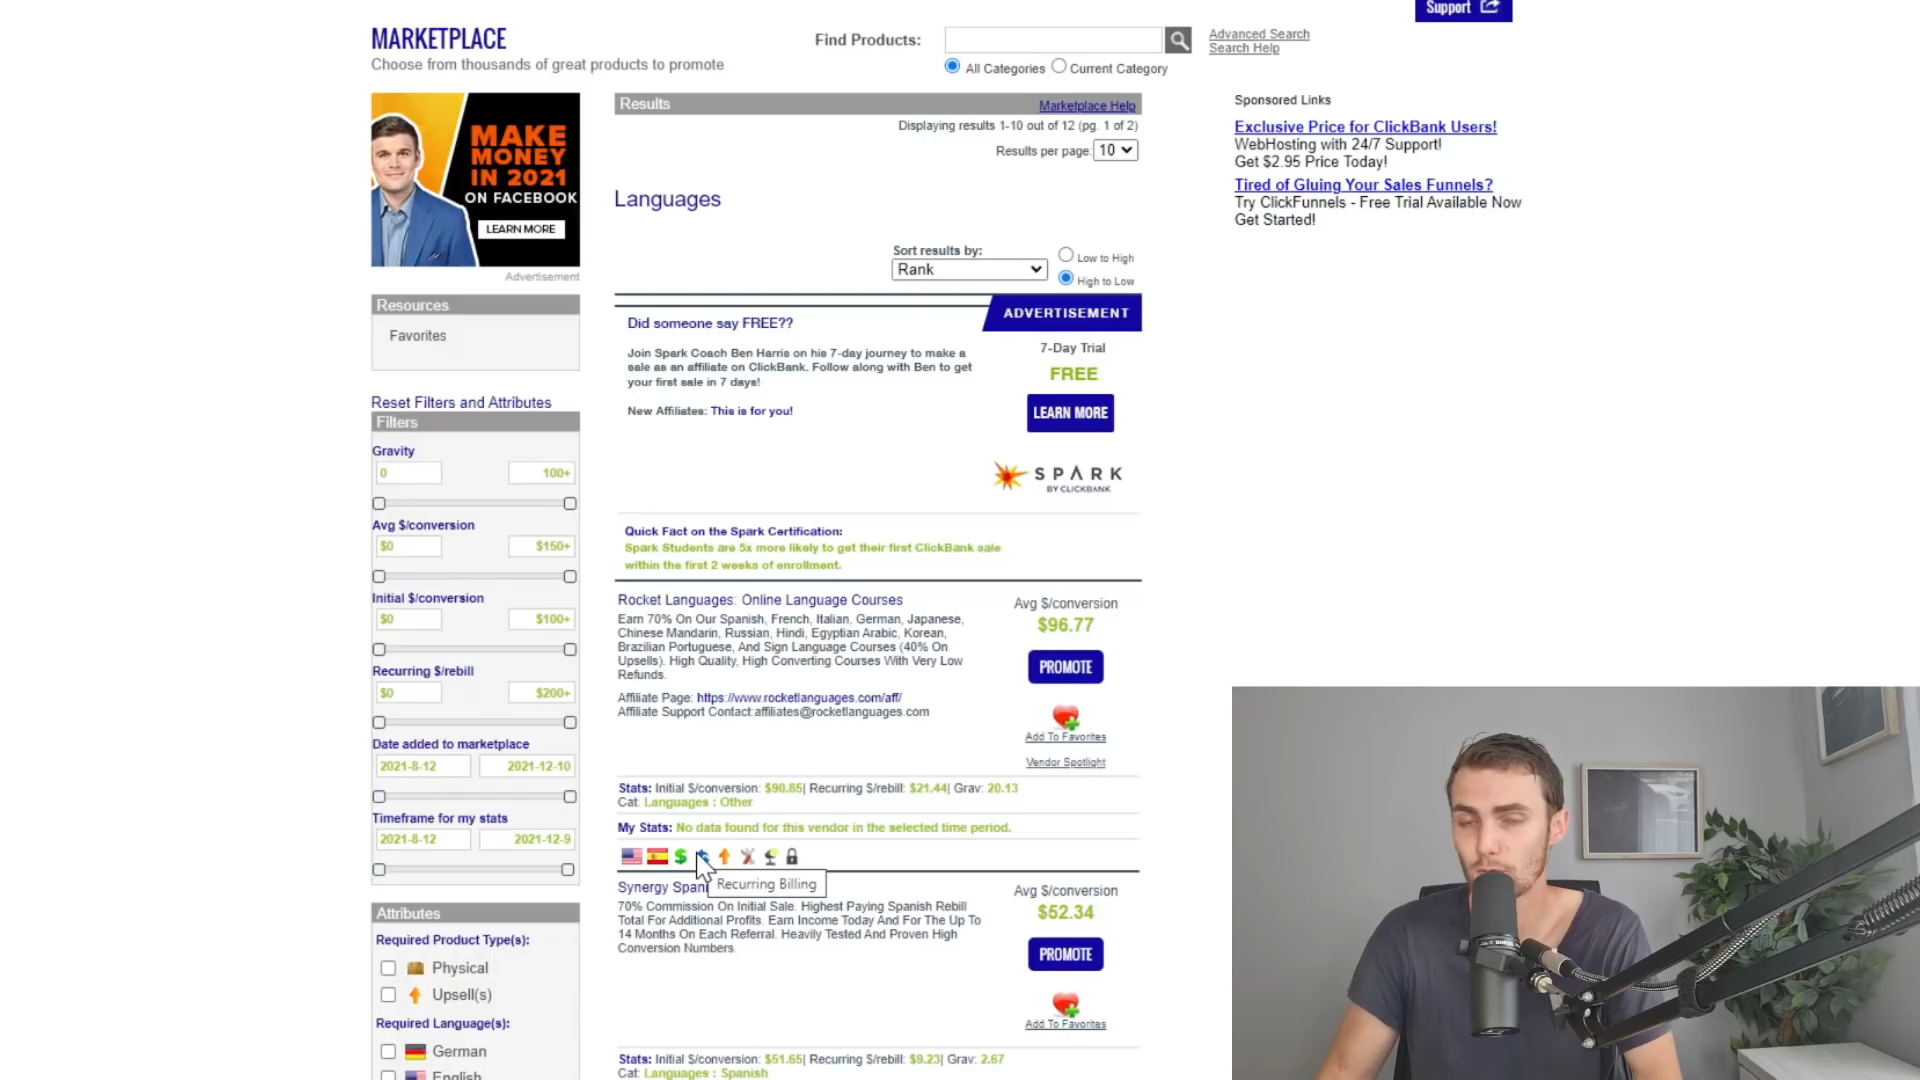 Support
MARKETPLACE
Choose from thousands of great products to promote
Find Products:
Advanced Search
Search Help
All Categories
Current Category
MAKE
MONEY
IN 2021
ON FACEBOOK
LEARN MORE
Advertisement
Resources
Favorites
Reset Filters and Attributes
Filters
Gravity
0
100+
Avg $/conversion
$0
$150+
Initial $/conversion
$0
$100+
Recurring $/rebill
$0
$200+
Date added to marketplace
2021-8-12
2021-12-10
Timeframe for my stats
2021-8-12
2021-12-9
Attributes
Required Product Type(s):
Physical
Upsell(s)
Required Language(s):
German
English
Results
Marketplace Help
Displaying results 1-10 out of 12 (pg. 1 of 2)
Results per page: 10
Languages
Sort results by:
Rank
Low to High
High to Low
ADVERTISEMENT
Did someone say FREE??
Join Spark Coach Ben Harris on his 7-day journey to make a
sale as an affiliate on ClickBank. Follow along with Ben to get
your first sale in 7 days!
New Affiliates: This is for you!
7-Day Trial
FREE
LEARN MORE
SPARK
BY CLICKBANK
Quick Fact on the Spark Certification:
Spark Students are 5x more likely to get their first ClickBank sale
within the first 2 weeks of enrollment.
Rocket Languages: Online Language Courses
Earn 70% On Our Spanish, French, Italian, German, Japanese,
Chinese Mandarin, Russian, Hindi, Egyptian Arabic, Korean,
Brazilian Portuguese, And Sign Language Courses (40% On
Upsells). High Quality, High Converting Courses With Very Low
Refunds.
Affiliate Page: https://www.rocketlanguages.com/aff/
Affiliate Support Contact:affiliates@rocketlanguages.com
Avg $/conversion
$96.77
PROMOTE
Add To Favorites
Vendor Spotlight
Stats: Initial $/conversion: $90.85| Recurring $/rebill: $21.44| Grav: 20.13
Cat: Languages : Other
My Stats: No data found for this vendor in the selected time period.
Recurring Billing
Synergy Spani
70% Commission On Initial Sale. Highest Paying Spanish Rebill
Total For Additional Profits. Earn Income Today And For The Up To
14 Months On Each Referral. Heavily Tested And Proven High
Conversion Numbers.
Avg $/conversion
$52.34
PROMOTE
Add To Favorites
Stats: Initial $/conversion: $51.65| Recurring $/rebill: $9.23| Grav: 2.67
Cat: Languages : Spanish
Sponsored Links
Exclusive Price for ClickBank Users!
WebHosting with 24/7 Support!
Get $2.95 Price Today!
Tired of Gluing Your Sales Funnels?
Try ClickFunnels - Free Trial Available Now
Get Started!